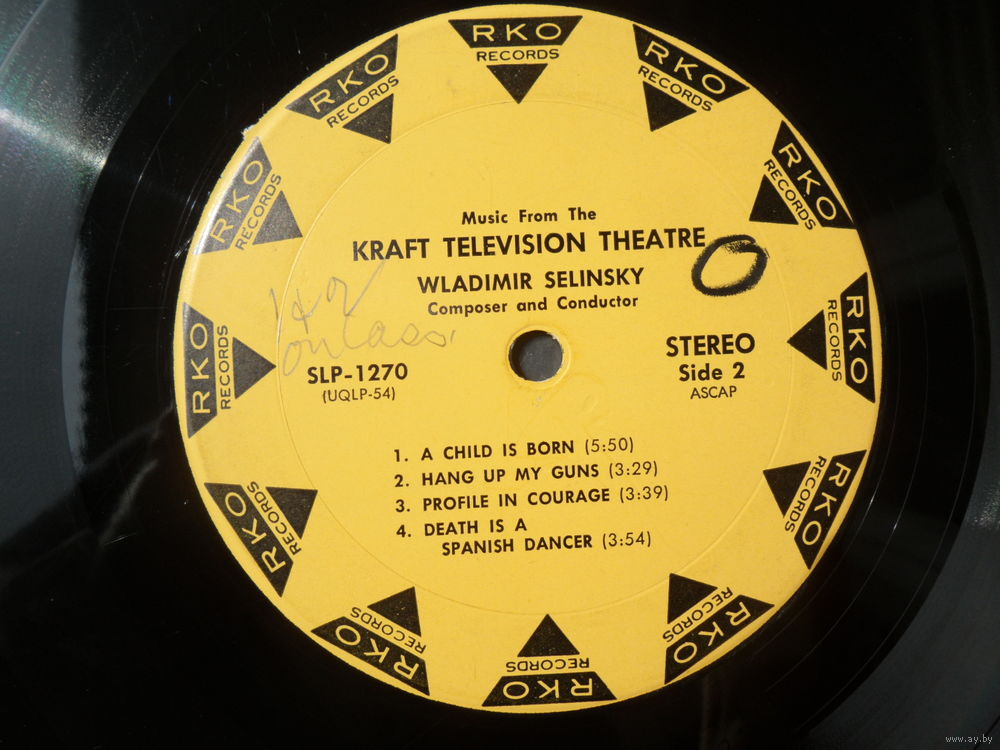 RKO
RECORDS
RKO
RECORDS
RKO
RECORDS
RKO
RECORDS
RKO
RECORDS
RKO
RECORDS
RKO
RECORDS
RKO
RECORDS
RKO
RECORDS
RKO
RECORDS
RKO
RECORDS
RKO
RECORDS
Music From The
KRAFT TELEVISION THEATRE
WLADIMIR SELINSKY
Composer and Conductor
SLP-1270
(UQLP-54)
STEREO
Side 2
ASCAP
1. A CHILD IS BORN (5:50)
2. HANG UP MY GUNS (3:29)
3. PROFILE IN COURAGE (3:39)
4. DEATH IS A
SPANISH DANCER (3:54)
www.ay.by